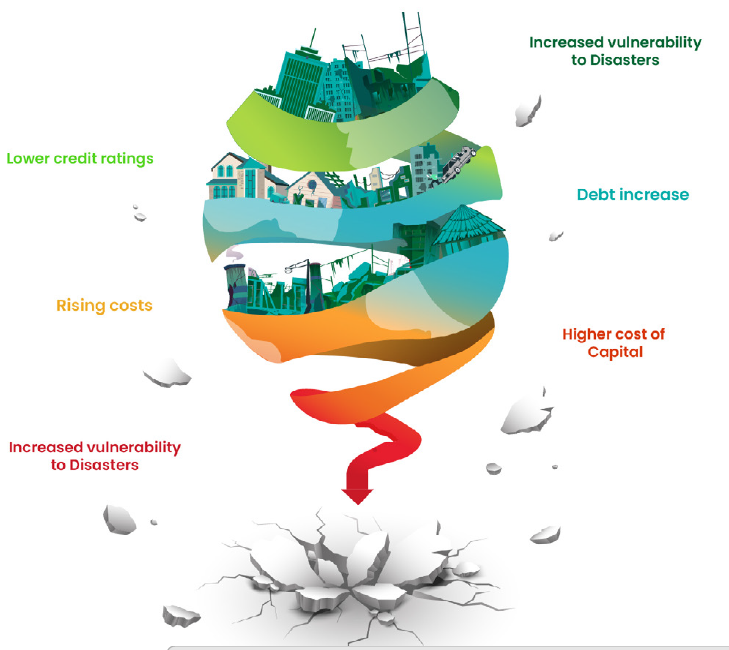 Increased vulnerability
to Disasters
Lower credit ratings
Debt increase
Rising costs
Higher cost of
Capital
Increased vulnerability
to Disasters